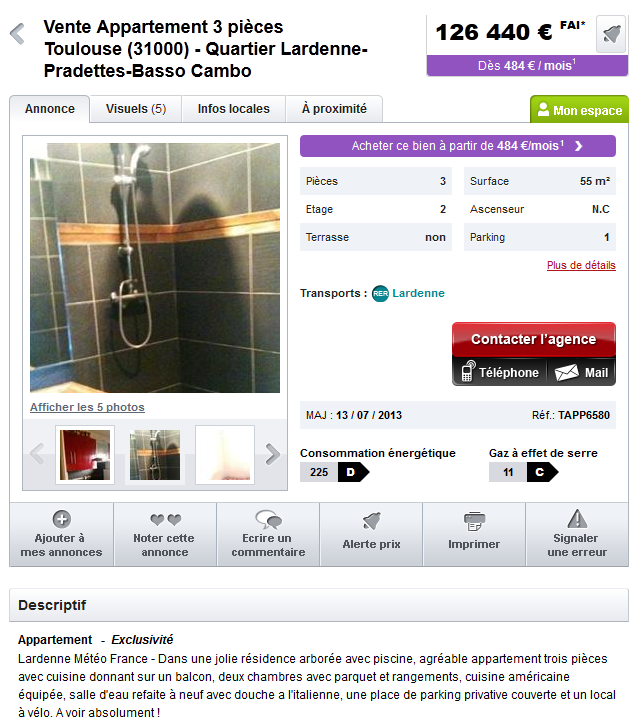 Vente Appartement 3 pièces
Toulouse (31000) - Quartier Lardenne-
Pradettes-Basso Cambo
126 440 € FAI*
Dès 484 € / mois¹
Annonce
Visuels (5)
Infos locales
À proximité
Mon espace
Acheter ce bien à partir de 484 €/mois¹
Pièces 3
Surface 55 m²
Etage 2
Ascenseur N.C
Terrasse non
Parking 1
Plus de détails
Transports : RER Lardenne
Contacter l'agence
Téléphone
Mail
Afficher les 5 photos
MAJ : 13 / 07 / 2013
Réf.: TAPP6580
Consommation énergétique
225 D
Gaz à effet de serre
11 C
Ajouter à
mes annonces
Noter cette
annonce
Ecrire un
commentaire
Alerte prix
Imprimer
Signaler
une erreur
Descriptif
Appartement - Exclusivité
Lardenne Météo France - Dans une jolie résidence arborée avec piscine, agréable appartement trois pièces
avec cuisine donnant sur un balcon, deux chambres avec parquet et rangements, cuisine américaine
équipée, salle d'eau refaite à neuf avec douche a l'italienne, une place de parking privative couverte et un local
à vélo. A voir absolument !